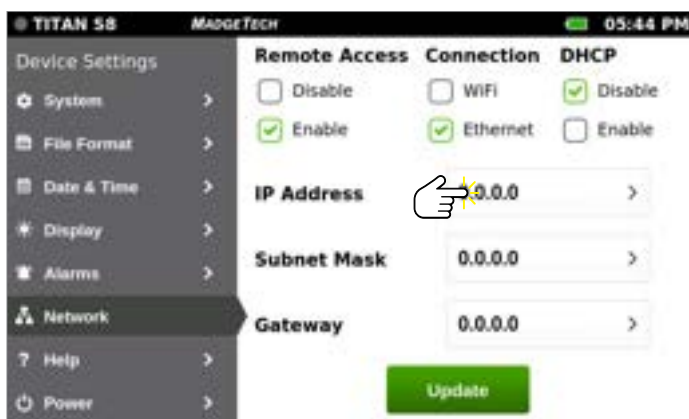 TITAN S8 MADGETECH 05:44 PM
Device Settings
System
File Format
Date & Time
Display
Alarms
Network
Help
Power
Remote Access Connection DHCP
Disable WiFi Disable
Enable Ethernet Enable
IP Address .0.0.0
Subnet Mask 0.0.0.0
Gateway 0.0.0.0
Update